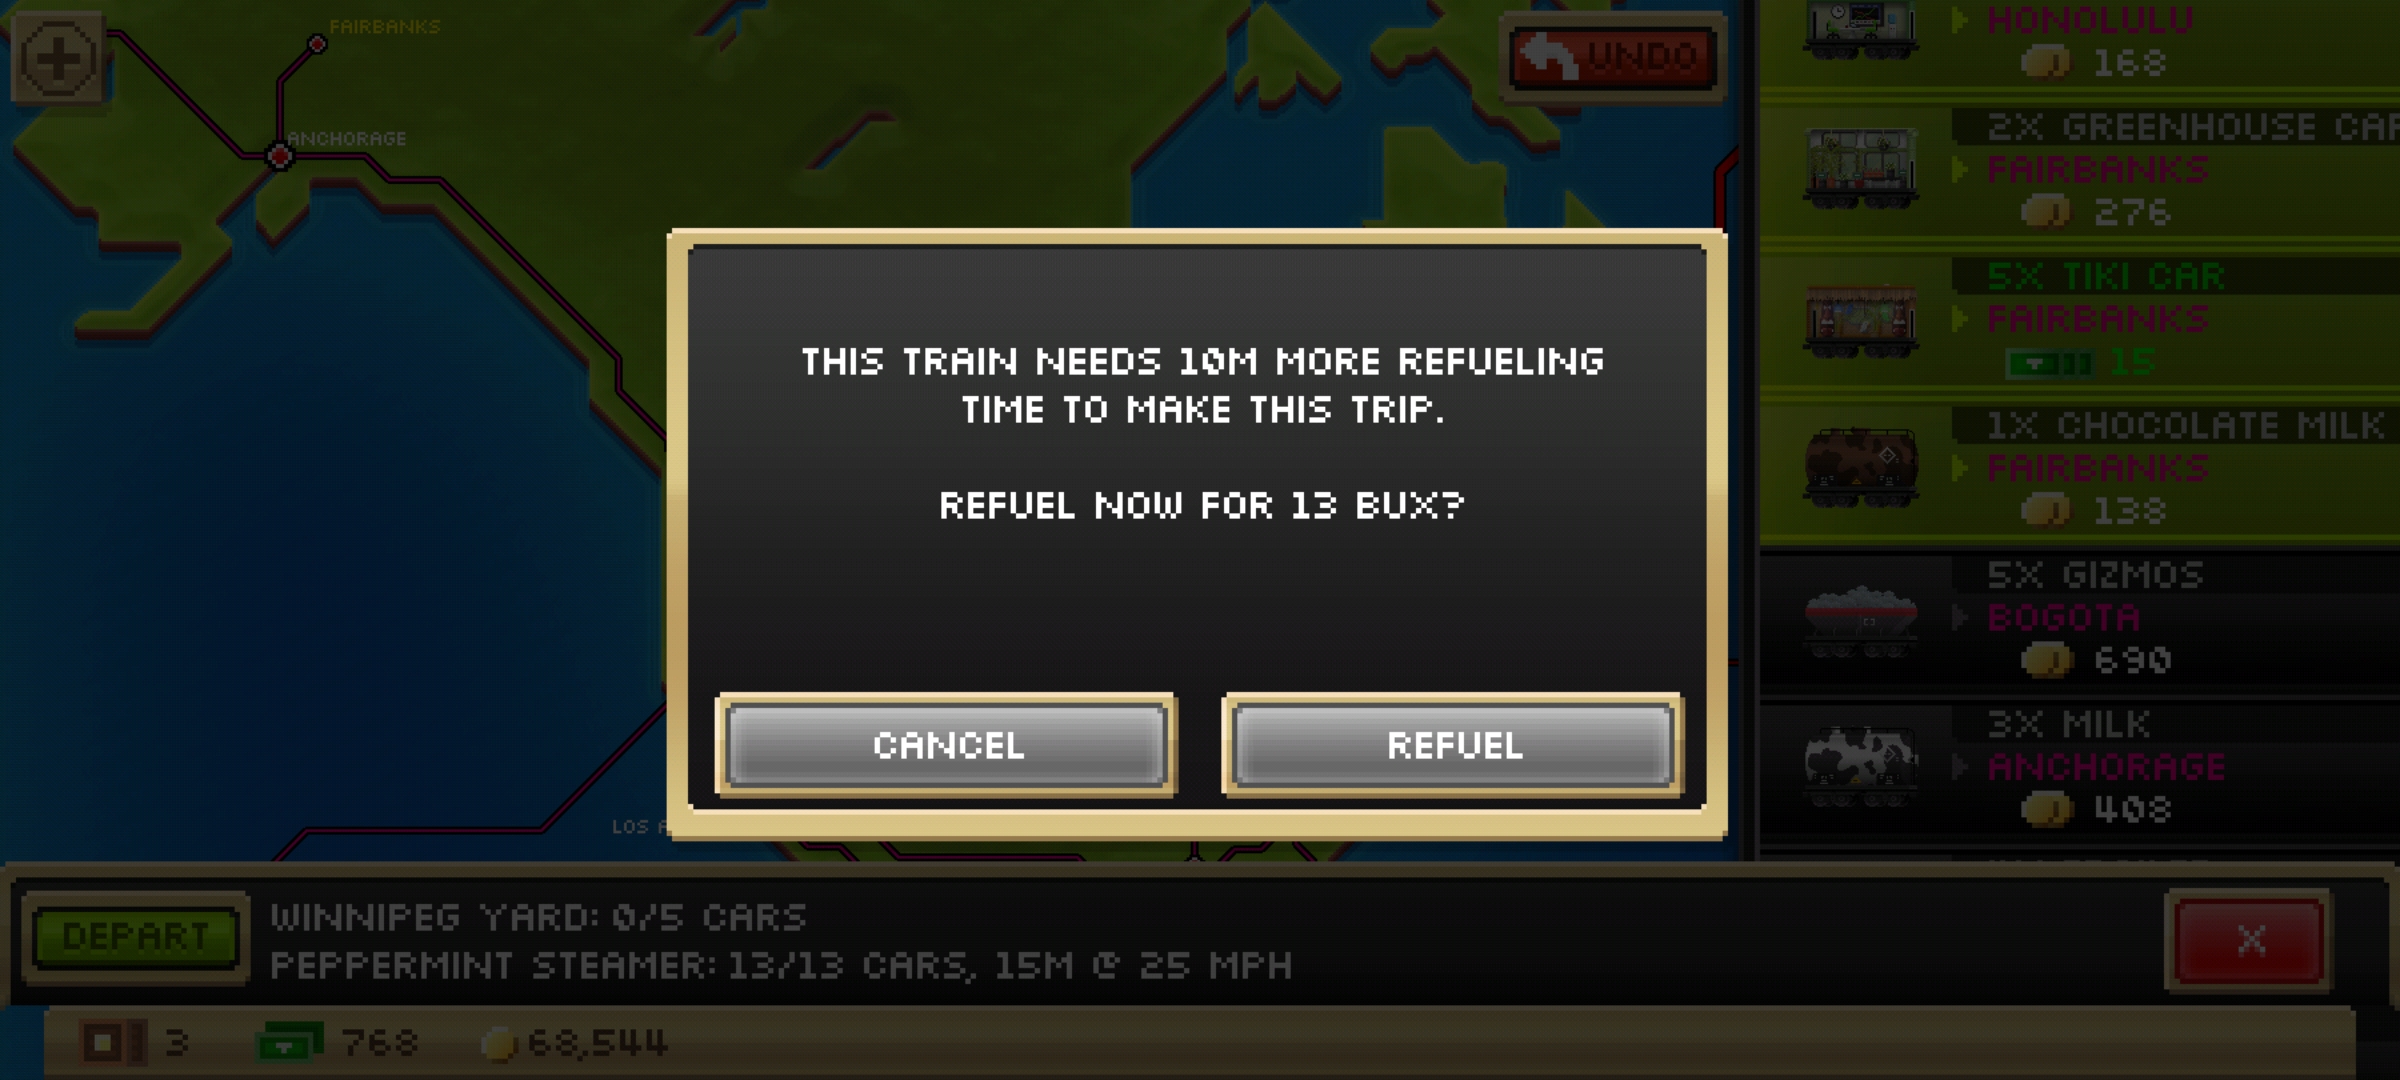 FAIRBANKS
ANCHORAGE
UNDO
HONOLULU
168
2X GREENHOUSE
FAIRBANKS
276
5X TIKI CAR
FAIRBANKS
15
1X CHOCOLATE MILK
FAIRBANKS
138
5X GIZMOS
BOGOTA
690
3X MILK
ANCHORAGE
408
THIS TRAIN NEEDS 10M MORE REFUELING
TIME TO MAKE THIS TRIP.
REFUEL NOW FOR 13 BUX?
CANCEL
REFUEL
LOS
DEPART
WINNIPEG YARD: 0/5 CARS
PEPPERMINT STEAMER: 13/13 CARS, 15M @ 25 MPH
X
3
768
68,544